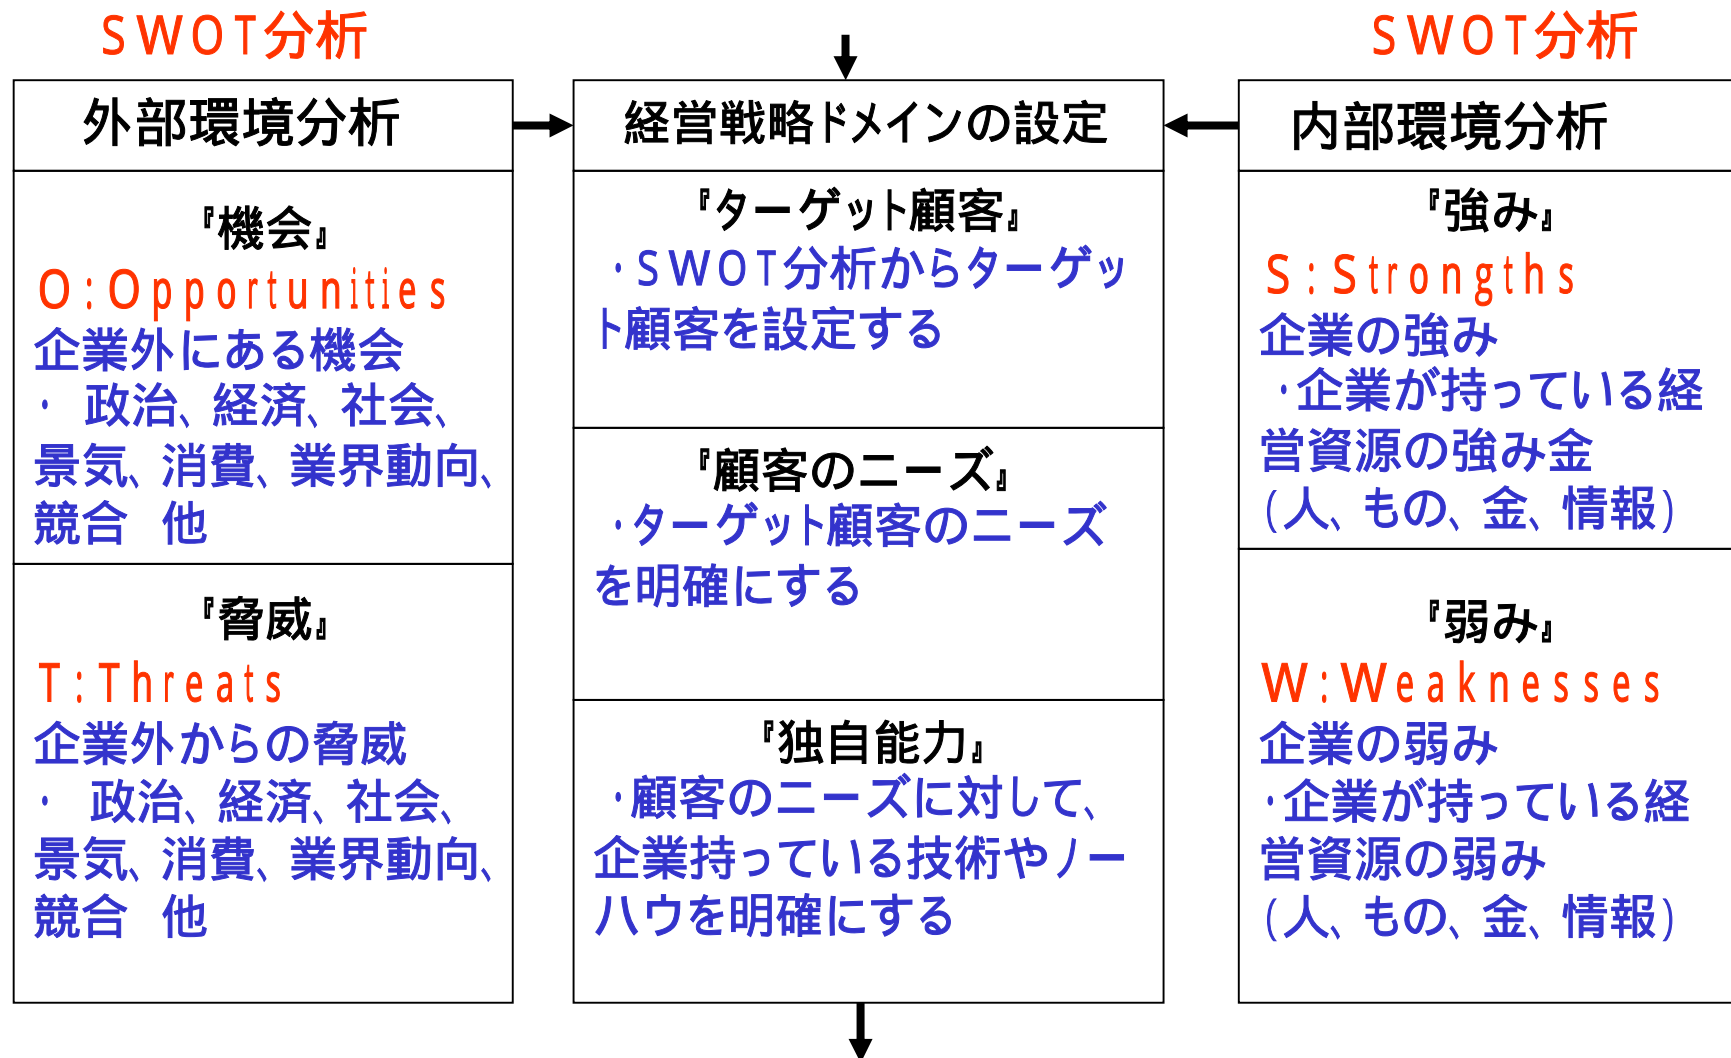 SWOT分析
外部環境分析
『機会』
O:Opportunities
企業外にある機会
・ 政治、経済、社会、
景気、消費、業界動向、
競合 他
『脅威』
T:Threats
企業外からの脅威
・ 政治、経済、社会、
景気、消費、業界動向、
競合 他
経営戦略ドメインの設定
『ターゲット顧客』
・SWOT分析からターゲッ
ト顧客を設定する
『顧客のニーズ』
・ターゲット顧客のニーズ
を明確にする
『独自能力』
・顧客のニーズに対して、
企業持っている技術やノー
ハウを明確にする
SWOT分析
内部環境分析
『強み』
S:Strongths
企業の強み
・企業が持っている経
営資源の強み金
(人、もの、金、情報)
『弱み』
W:Weaknesses
企業の弱み
・企業が持っている経
営資源の弱み
(人、もの、金、情報)